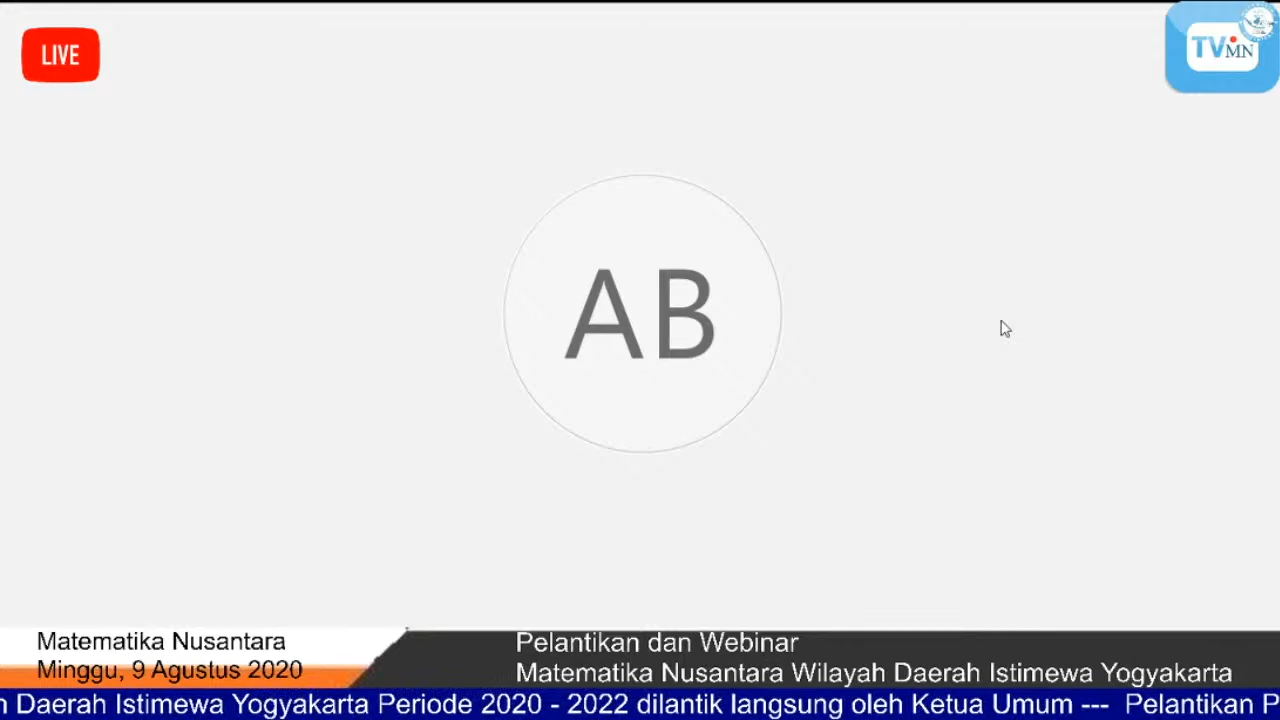 LIVE
TVMN
AB
Matematika Nusantara
Minggu, 9 Agustus 2020
Pelantikan dan Webinar
Matematika Nusantara Wilayah Daerah Istimewa Yogyakarta
Daerah Istimewa Yogyakarta Periode 2020 - 2022 dilantik langsung oleh Ketua Umum --- Pelantikan P